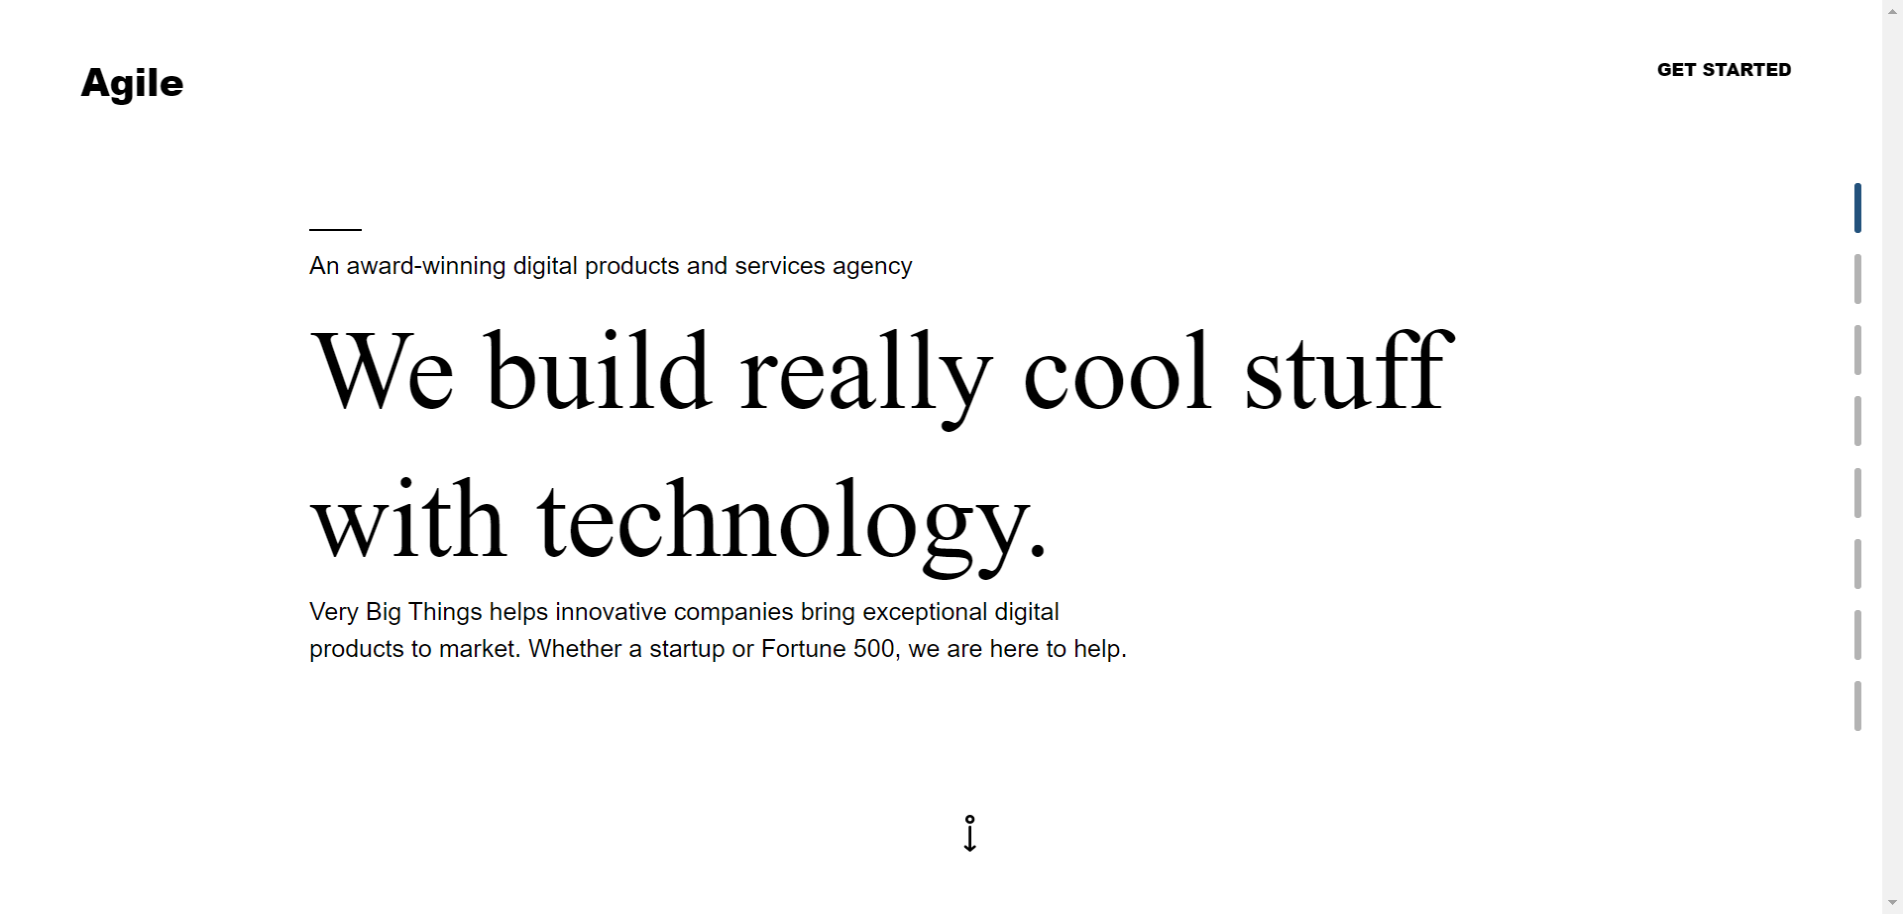 Agile
GET STARTED
An award-winning digital products and services agency
We build really cool stuff
with technology.
Very Big Things helps innovative companies bring exceptional digital
products to market. Whether a startup or Fortune 500, we are here to help.